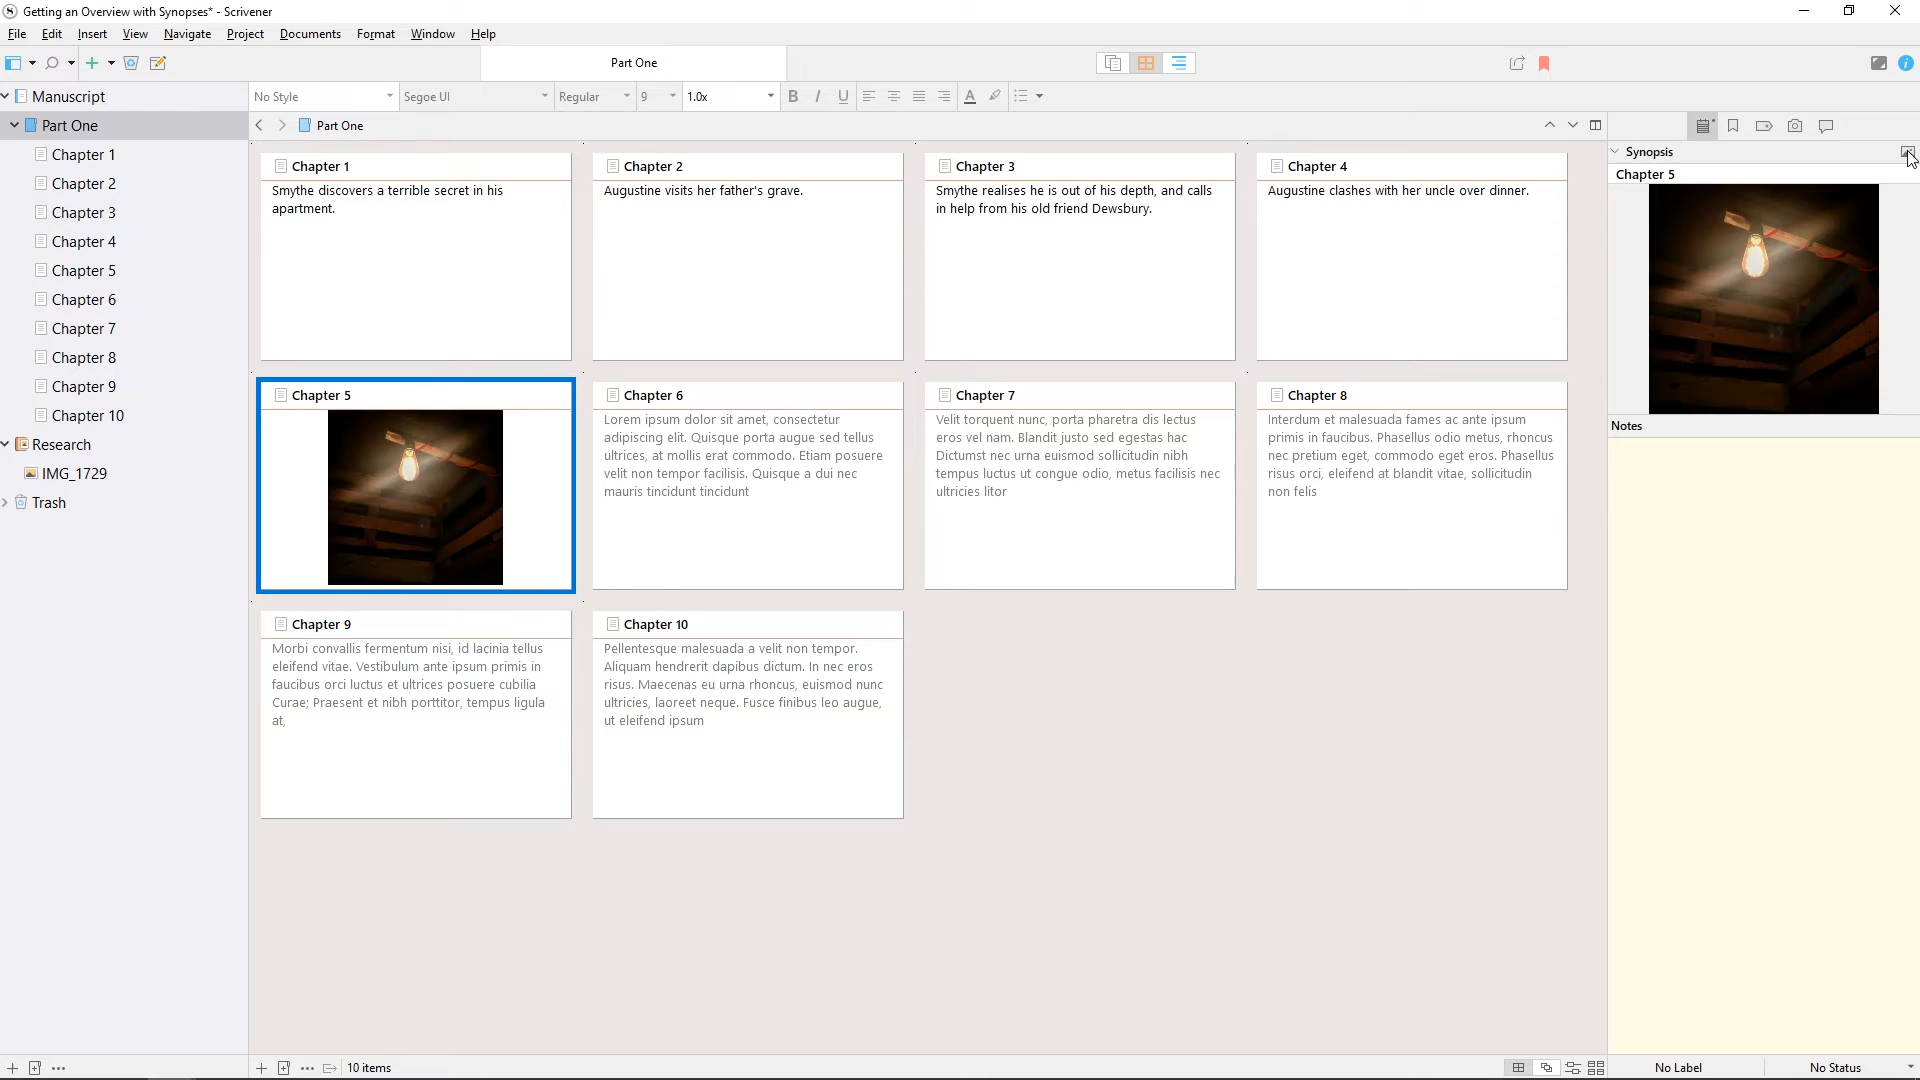 Getting an Overview with Synopses* - Scrivener
File Edit Insert View Navigate Project Documents Format Window Help
Part One
No Style Segoe UI Regular 9 1.0x B I U A
Manuscript
Part One
Chapter 1
Chapter 2
Chapter 3
Chapter 4
Chapter 5
Chapter 6
Chapter 7
Chapter 8
Chapter 9
Chapter 10
Research
IMG_1729
Trash
Part One
Chapter 1
Smythe discovers a terrible secret in his
apartment.
Chapter 2
Augustine visits her father's grave.
Chapter 3
Smythe realises he is out of his depth, and calls
in help from his old friend Dewsbury.
Chapter 4
Augustine clashes with her uncle over dinner.
Chapter 5
Chapter 6
Lorem ipsum dolor sit amet, consectetur
adipiscing elit. Quisque porta augue sed tellus
ultrices, at mollis erat commodo. Etiam posuere
velit non tempor facilisis. Quisque a dui nec
mauris tincidunt tincidunt
Chapter 7
Velit torquent nunc, porta pharetra dis lectus
eros vel nam. Blandit justo sed egestas hac
Dictumst nec urna euismod sollicitudin nibh
tempus luctus ut congue odio, metus facilisis nec
ultricies litor
Chapter 8
Interdum et malesuada fames ac ante ipsum
primis in faucibus. Phasellus odio metus, rhoncus
nec pretium eget, commodo eget eros. Phasellus
risus orci, eleifend at blandit vitae, sollicitudin
non felis
Chapter 9
Morbi convallis fermentum nisi, id lacinia tellus
eleifend vitae. Vestibulum ante ipsum primis in
faucibus orci luctus et ultrices posuere cubilia
Curae; Praesent et nibh porttitor, tempus ligula
at,
Chapter 10
Pellentesque malesuada a velit non tempor.
Aliquam hendrerit dapibus dictum. In nec eros
risus. Maecenas eu urna rhoncus, euismod nunc
ultricies, laoreet neque. Fusce finibus leo augue,
ut eleifend ipsum
Synopsis
Chapter 5
Notes
10 items
No Label
No Status